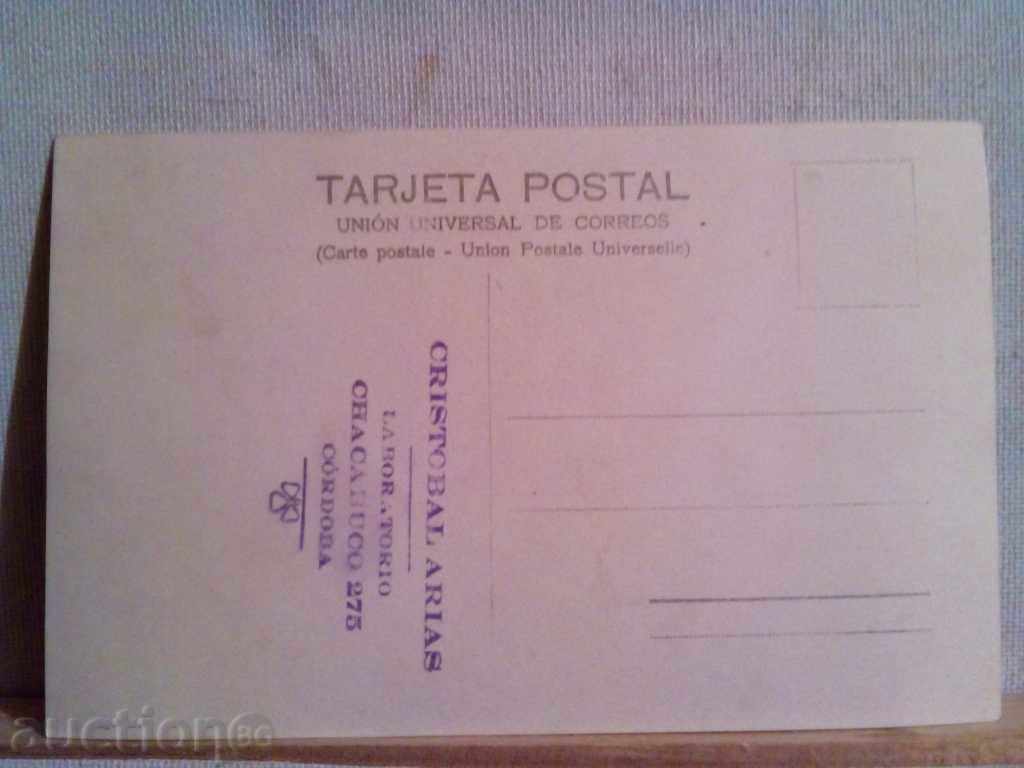 TARJETA POSTAL
UNIÓN UNIVERSAL DE CORREOS
(Carte postale - Union Postale Universelle)
CRISTOBAL ARIAS
LABORATORIO
CHACABUCO 275
CÓRDOBA
auction BG